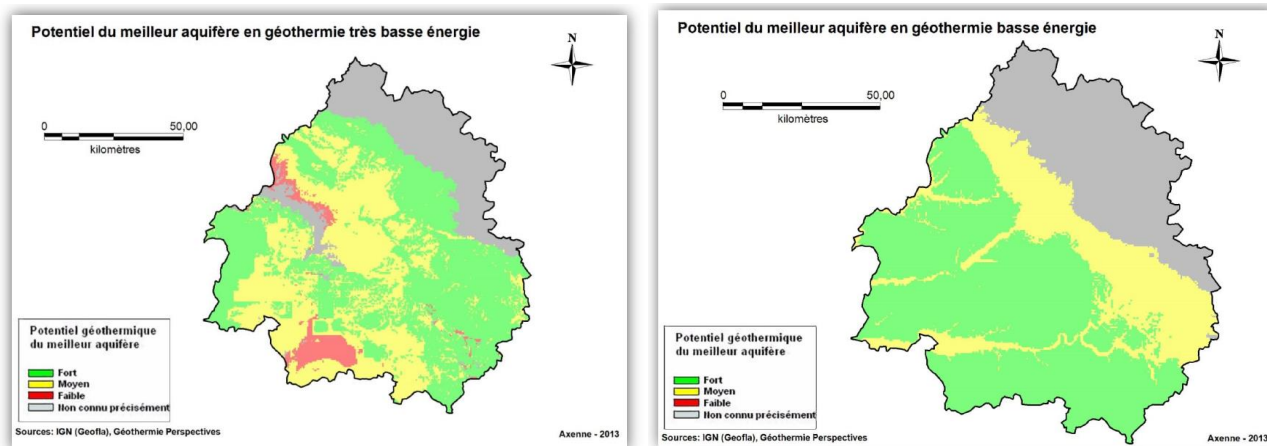 Potentiel du meilleur aquifère en géothermie très basse énergie
N
0 50,00
kilomètres
Potentiel géothermique
du meilleur aquifère
Fort
Moyen
Faible
Non connu précisément
Sources: IGN (Geofla), Géothermie Perspectives
Axenne - 2013
Potentiel du meilleur aquifère en géothermie basse énergie
N
0 50,00
kilomètres
Potentiel géothermique
du meilleur aquifère
Fort
Moyen
Faible
Non connu précisément
Sources: IGN (Geofla), Géothermie Perspectives
Axenne - 2013